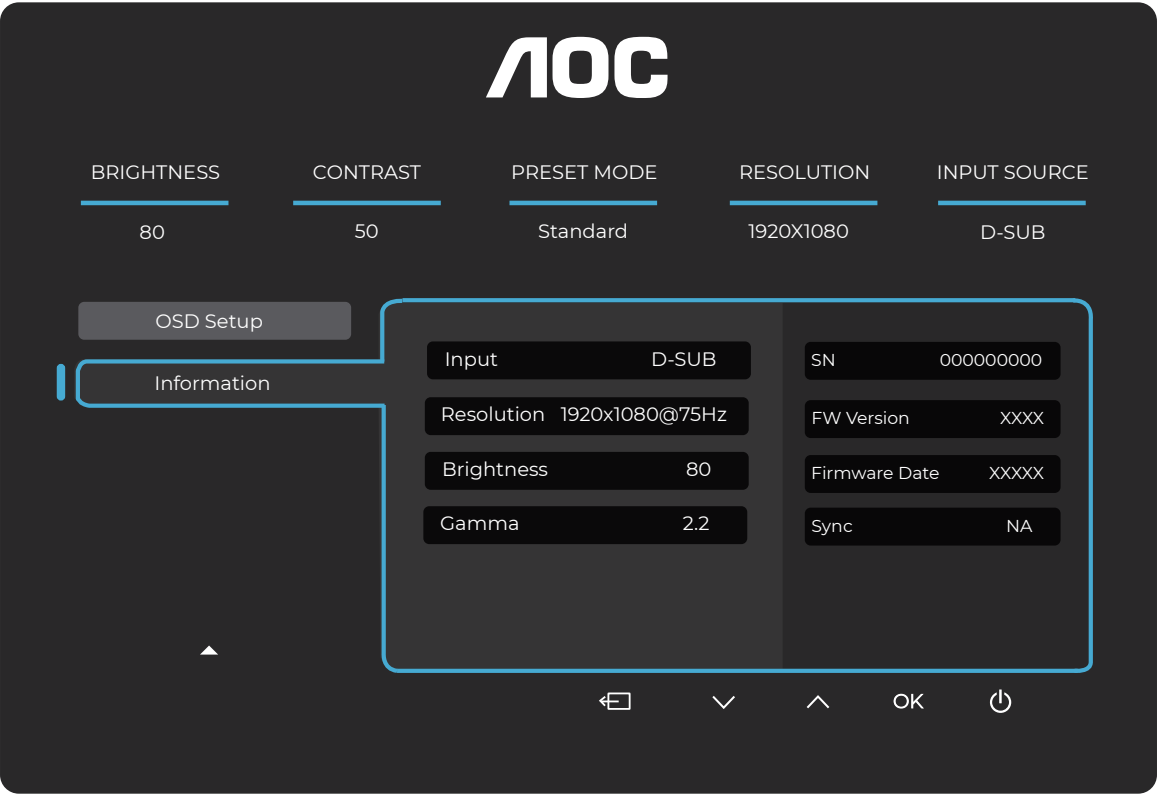 AOC
BRIGHTNESS CONTRAST PRESET MODE RESOLUTION INPUT SOURCE
80 50 Standard 1920X1080 D-SUB
OSD Setup
Information
Input D-SUB
Resolution 1920x1080@75Hz
Brightness 80
Gamma 2.2
SN 000000000
FW Version XXXX
Firmware Date XXXXX
Sync NA
OK